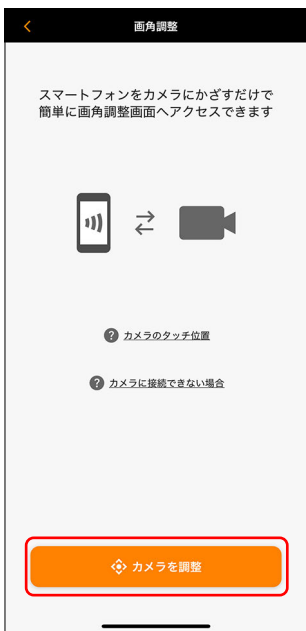 画角調整
スマートフォンをカメラにかざすだけで
簡単に画角調整画面へアクセスできます
カメラのタッチ位置
カメラに接続できない場合
カメラを調整